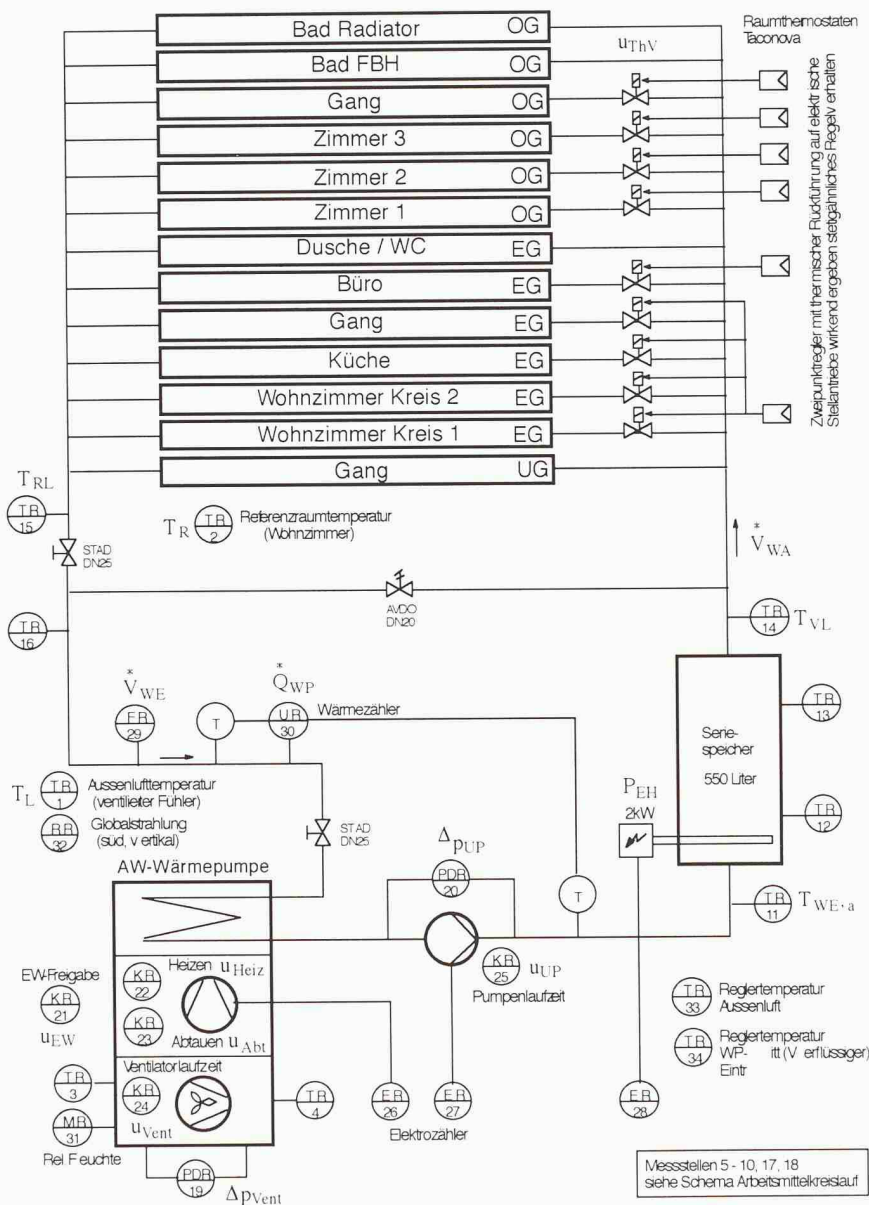 Bad Radiator OG
Bad FBH OG
Gang OG
Zimmer 3 OG
Zimmer 2 OG
Zimmer 1 OG
Dusche / WC EG
Büro EG
Gang EG
Küche EG
Wohnzimmer Kreis 2 EG
Wohnzimmer Kreis 1 EG
Gang UG
uThV
Raumthermostaten
Taconova
Zweipunktregler mit thermischer Rückführung auf elektrische
Stellantriebe wirkend ergeben stetigähnliches Regelv erhalten
TRL
TR
15
STAD
DN25
TR
16
TR
TR
2
Referenzraumtemperatur
(Wohnzimmer)
AVDO
DN20
*
VWA
TR
14
TVL
TR
13
Serie-
speicher
550 Liter
TR
12
PEH
2kW
TR
11
TWE,a
*
VWE
FR
29
T
*
QWP
UR
30
Wärmezähler
TL
TR
1
Aussenlufttemperatur
(ventilierter Fühler)
RR
32
Globalstrahlung
(süd, v ertikal)
STAD
DN25
AW-Wärmepumpe
ΔpUP
PDR
20
T
KR
25
uUP
Pumpenlaufzeit
EW-Freigabe
KR
21
uEW
Heizen uHeiz
KR
22
KR
23
Abtauen uAbt
Ventilatorlaufzeit
KR
24
uVent
TR
3
MR
31
Rel F euchte
TR
4
PDR
19
ΔpVent
ER
26
ER
27
Elektrozähler
ER
28
TR
33
Reglertemperatur
Aussenluft
TR
34
Reglertemperatur
WP- itt (V erflüssiger)
Eintr
Messstellen 5 - 10, 17, 18
siehe Schema Arbeitsmittelkreislauf